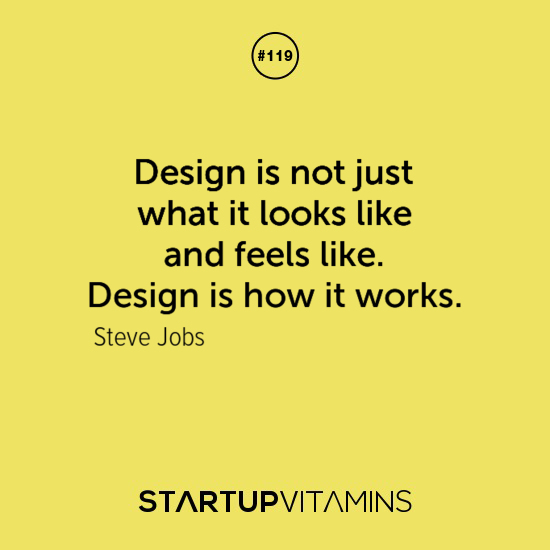 #119
Design is not just
what it looks like
and feels like.
Design is how it works.
Steve Jobs
STARTUPVITAMINS